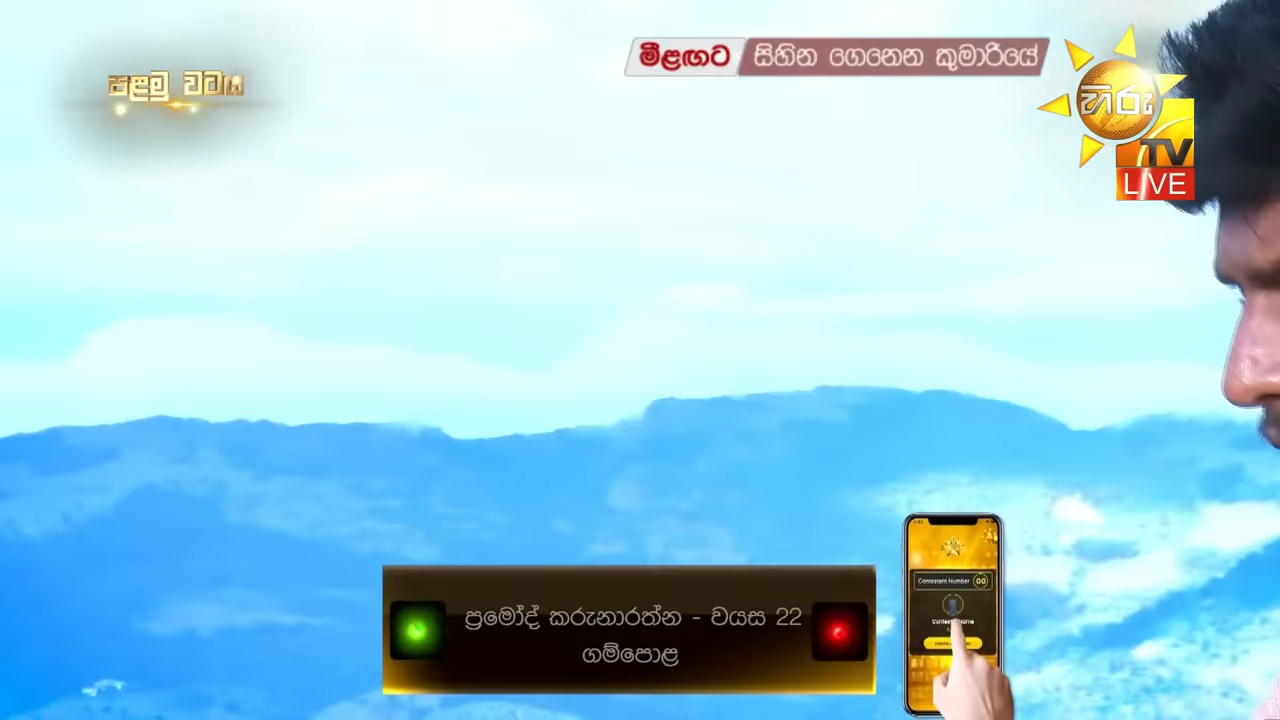 පළමු වටය
මීළඟට සිහින ගෙනෙන කුමාරියේ
හිරු
TV
LIVE
ප්‍රමෝද් කරුනාරත්න - වයස 22
ගම්පොළ
Contestant Number 00